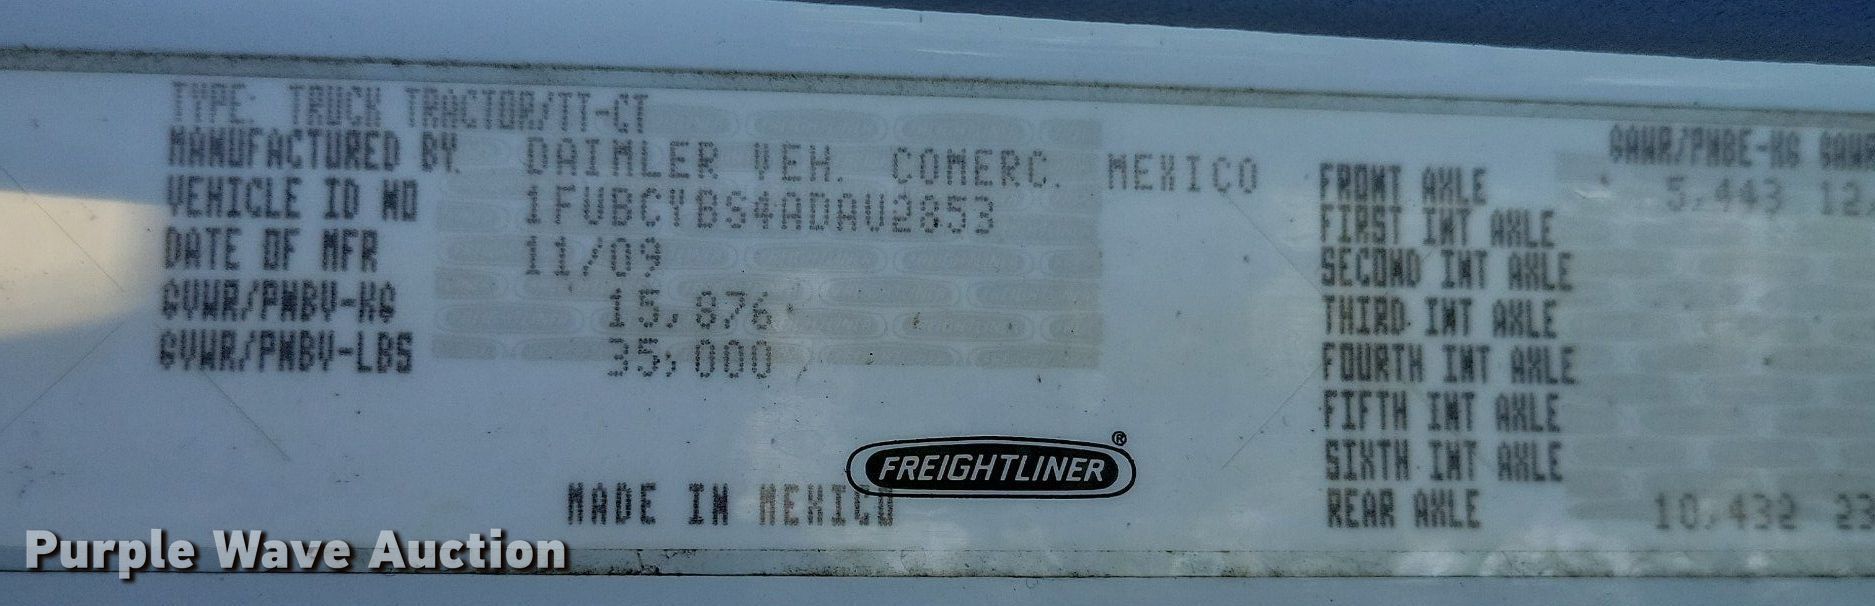 TYPE: TRUCK TRACTOR/TT-CT
MANUFACTURED BY. DAIMLER VEH. COMERC. MEXICO
VEHICLE ID NO 1FUBCYBS4ADAV2853
DATE OF MFR 11/09
GVWR/PNBV-KG 15,876
GVWR/PNBV-LBS 35,000
FREIGHTLINER ®
MADE IN MEXICO
GAWR/PNBE-KG
FRONT AXLE 5,443 12
FIRST INT AXLE
SECOND INT AXLE
THIRD INT AXLE
FOURTH INT AXLE
FIFTH INT AXLE
SIXTH INT AXLE
REAR AXLE 10,432 23
Purple Wave Auction